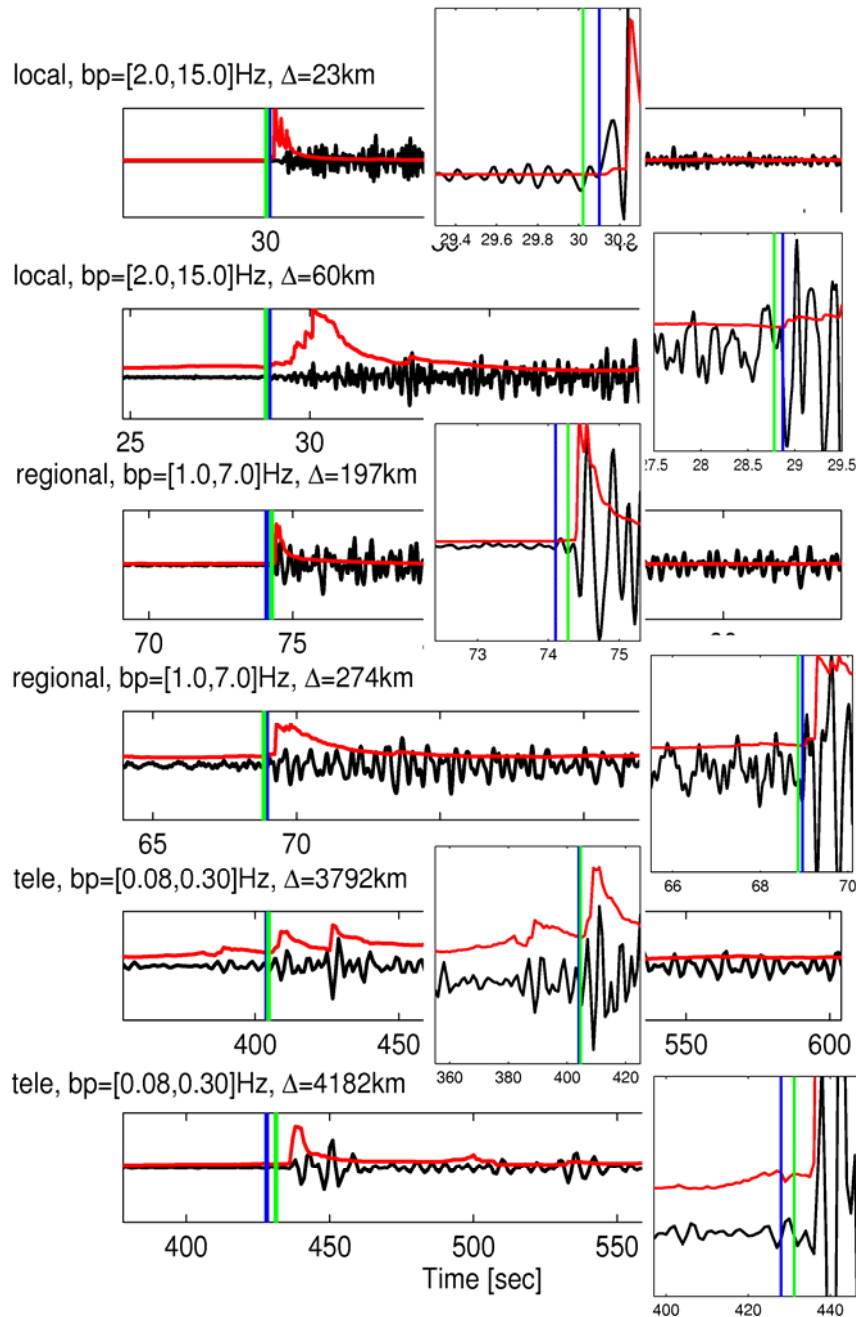 local, bp=[2.0,15.0]Hz, Δ=23km
29.4 29.6 29.8 30 30.2
30
local, bp=[2.0,15.0]Hz, Δ=60km
25 30
27.5 28 28.5 29 29.5
regional, bp=[1.0,7.0]Hz, Δ=197km
73 74 75
70 75
regional, bp=[1.0,7.0]Hz, Δ=274km
65 70
66 68 70
tele, bp=[0.08,0.30]Hz, Δ=3792km
400 450 550 600
360 380 400 420
tele, bp=[0.08,0.30]Hz, Δ=4182km
400 450 500 550
Time [sec]
400 420 440